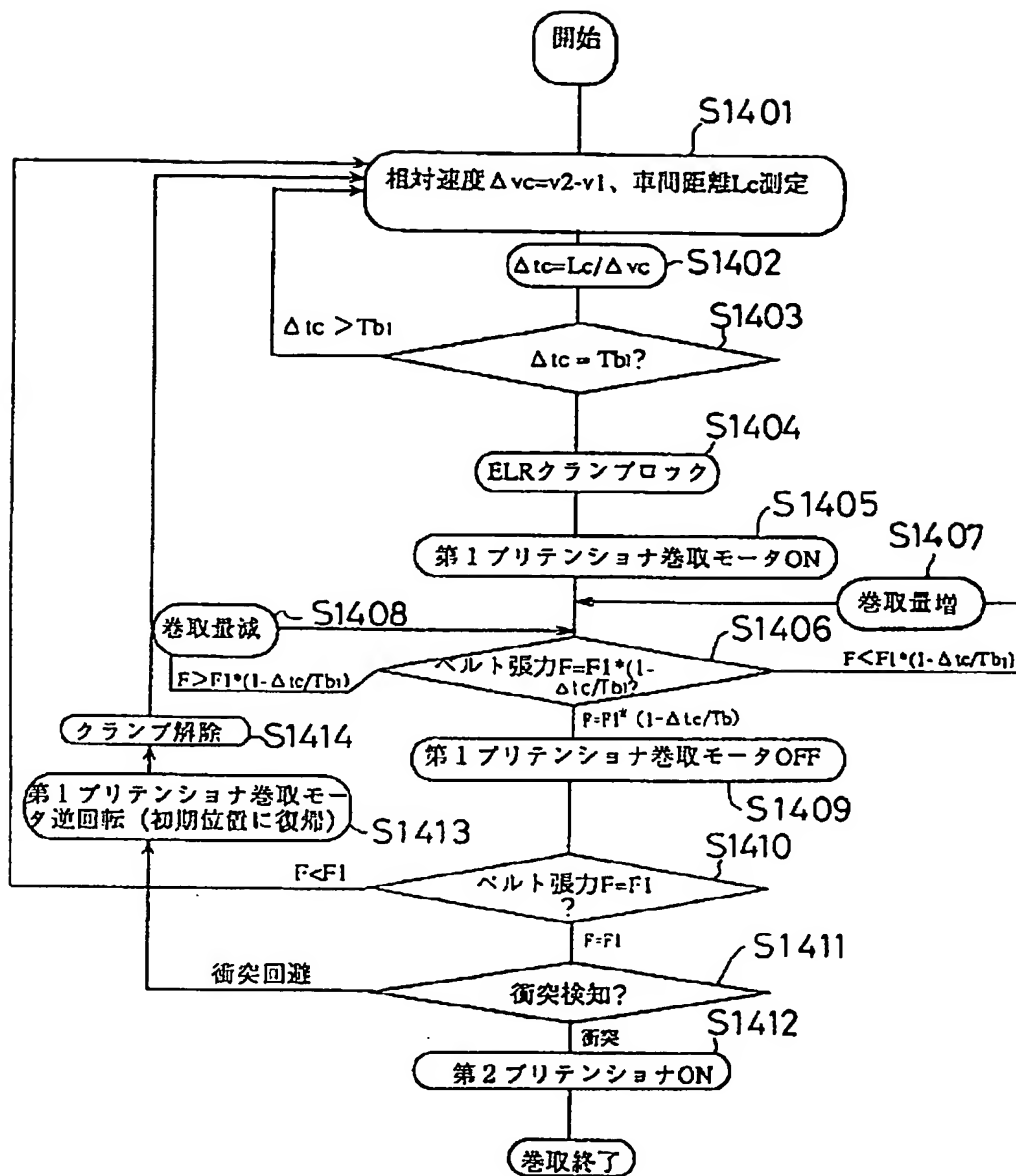 開始
S1401
相対速度Δvc=v2-v1、車間距離Lc測定
Δtc=Lc/Δvc
S1402
S1403
Δtc＞Tb1
Δtc = Tb1?
S1404
ELRクランプロック
S1405
第1プリテンショナ巻取モータON
S1407
巻取量増
巻取量減
S1408
S1406
ベルト張力F=F1*(1-
Δtc/Tb1)?
F>F1*(1-Δtc/Tb1)
F<F1*(1-Δtc/Tb1)
F=F1* (1-Δtc/Tb)
クランプ解除
S1414
第1プリテンショナ巻取モータOFF
S1409
第1プリテンショナ巻取モー
タ逆回転（初期位置に復帰）
S1413
S1410
F<F1
ベルト張力F=F1
?
F=F1
S1411
衝突回避
衝突検知?
S1412
衝突
第2プリテンショナON
巻取終了